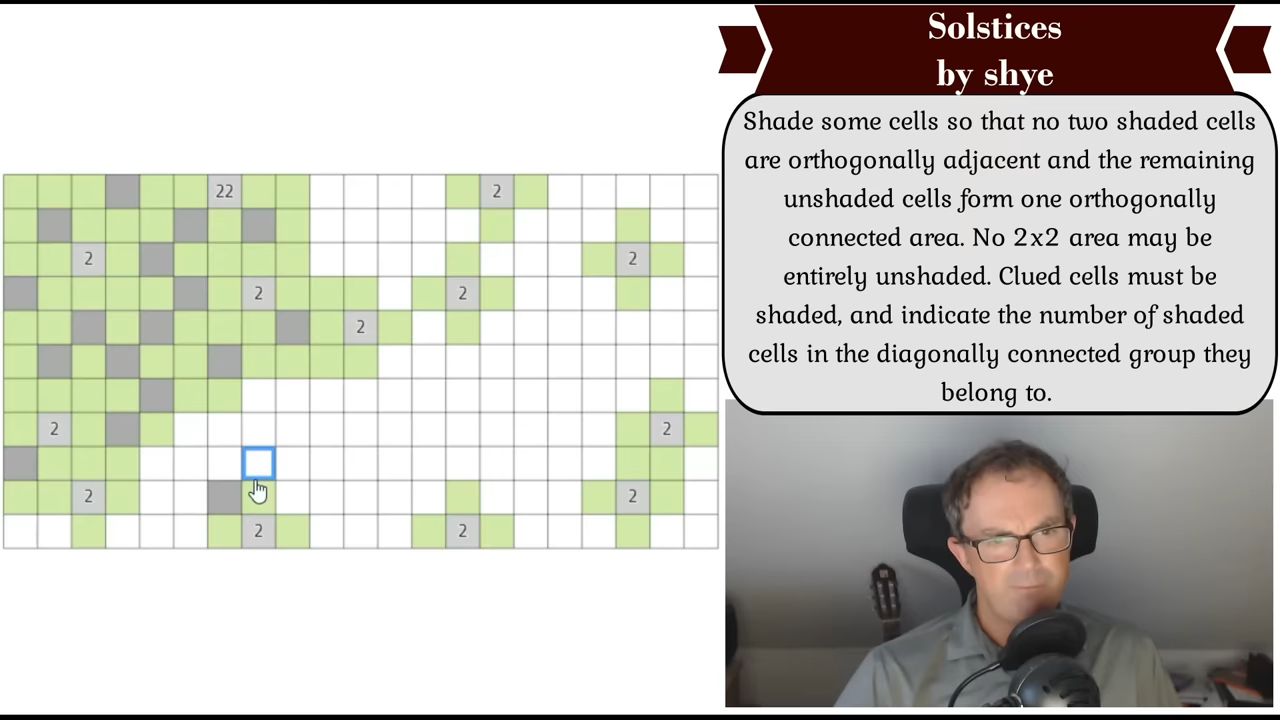 Solstices
by shye
Shade some cells so that no two shaded cells
are orthogonally adjacent and the remaining
unshaded cells form one orthogonally
connected area. No 2x2 area may be
entirely unshaded. Clued cells must be
shaded, and indicate the number of shaded
cells in the diagonally connected group they
belong to.
22 2
2 2
2 2
2
2 2
2 2
2 2